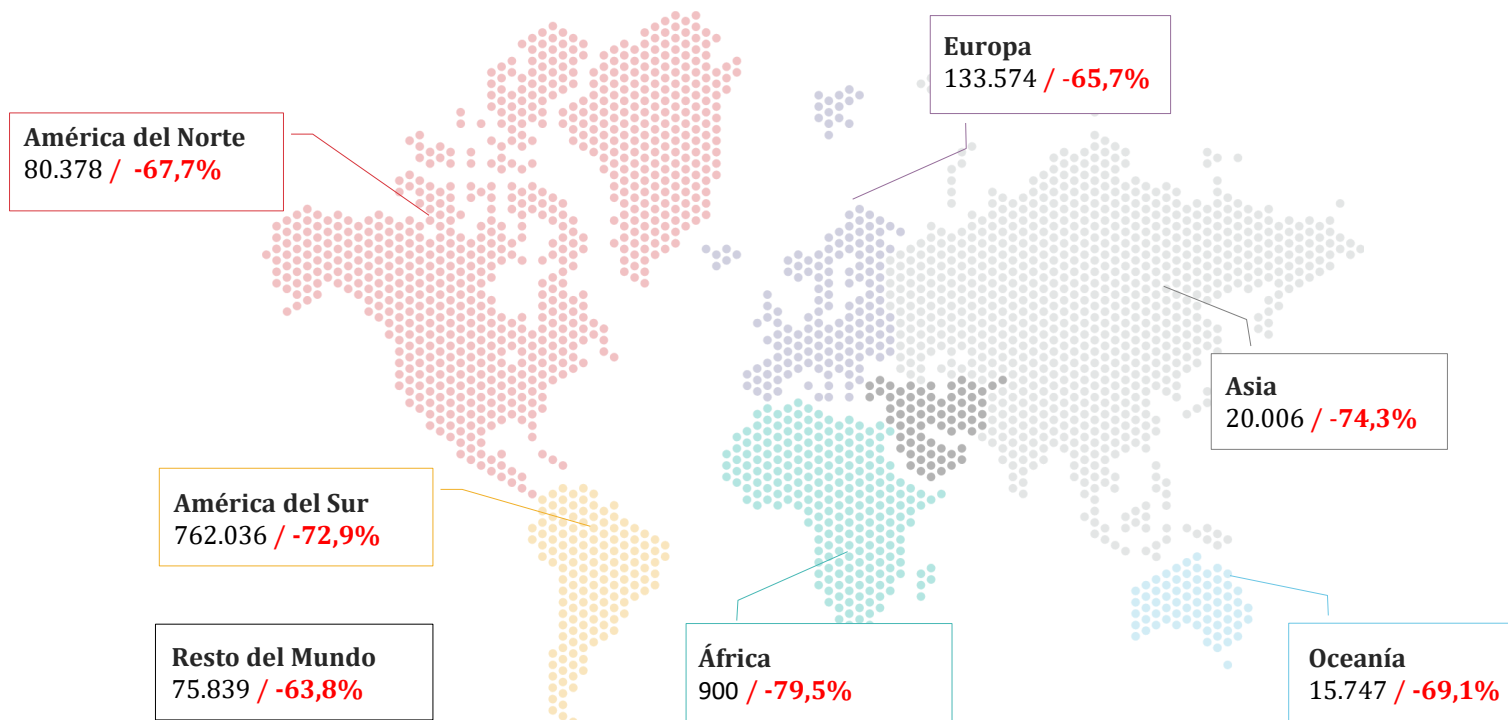 Europa
133.574 / -65,7%
América del Norte
80.378 / -67,7%
Asia
20.006 / -74,3%
América del Sur
762.036 / -72,9%
Resto del Mundo
75.839 / -63,8%
África
900 / -79,5%
Oceanía
15.747 / -69,1%